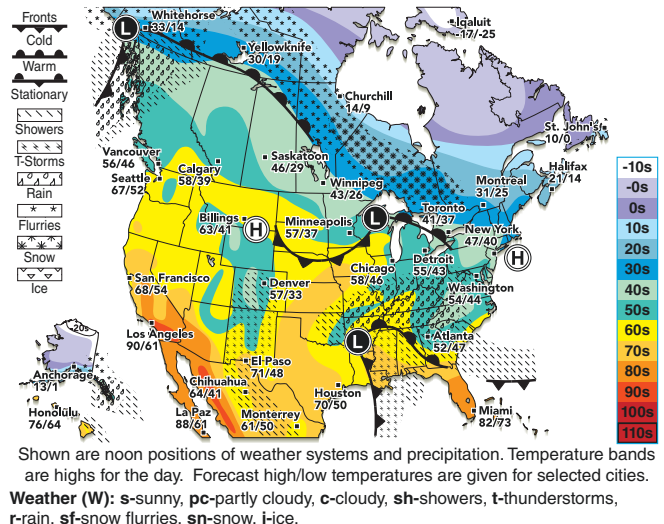 Fronts
Cold
Warm
Stationary
Showers
T-Storms
Rain
Flurries
Snow
Ice
L
Whitehorse
33/14
Yellowknife
30/19
Iqaluit
-17/-25
Churchill
14/9
St. John's
10/0
Vancouver
56/46
Calgary
58/39
Saskatoon
46/29
Winnipeg
43/26
Montreal
31/25
Halifax
21/14
Seattle
67/52
Billings
63/41
H
Minneapolis
57/37
L
Toronto
41/37
New York
47/40
H
San Francisco
68/54
Denver
57/33
Chicago
58/46
Detroit
55/43
Washington
54/44
Los Angeles
90/61
L
Atlanta
52/47
El Paso
71/48
Chihuahua
64/41
Houston
70/50
La Paz
88/61
Monterrey
61/50
Miami
82/73
-20s
Anchorage
13/1
Honolulu
76/64
-10s
-0s
0s
10s
20s
30s
40s
50s
60s
70s
80s
90s
100s
110s
Shown are noon positions of weather systems and precipitation. Temperature bands
are highs for the day. Forecast high/low temperatures are given for selected cities.
Weather (W): s-sunny, pc-partly cloudy, c-cloudy, sh-showers, t-thunderstorms,
r-rain, sf-snow flurries, sn-snow, i-ice.